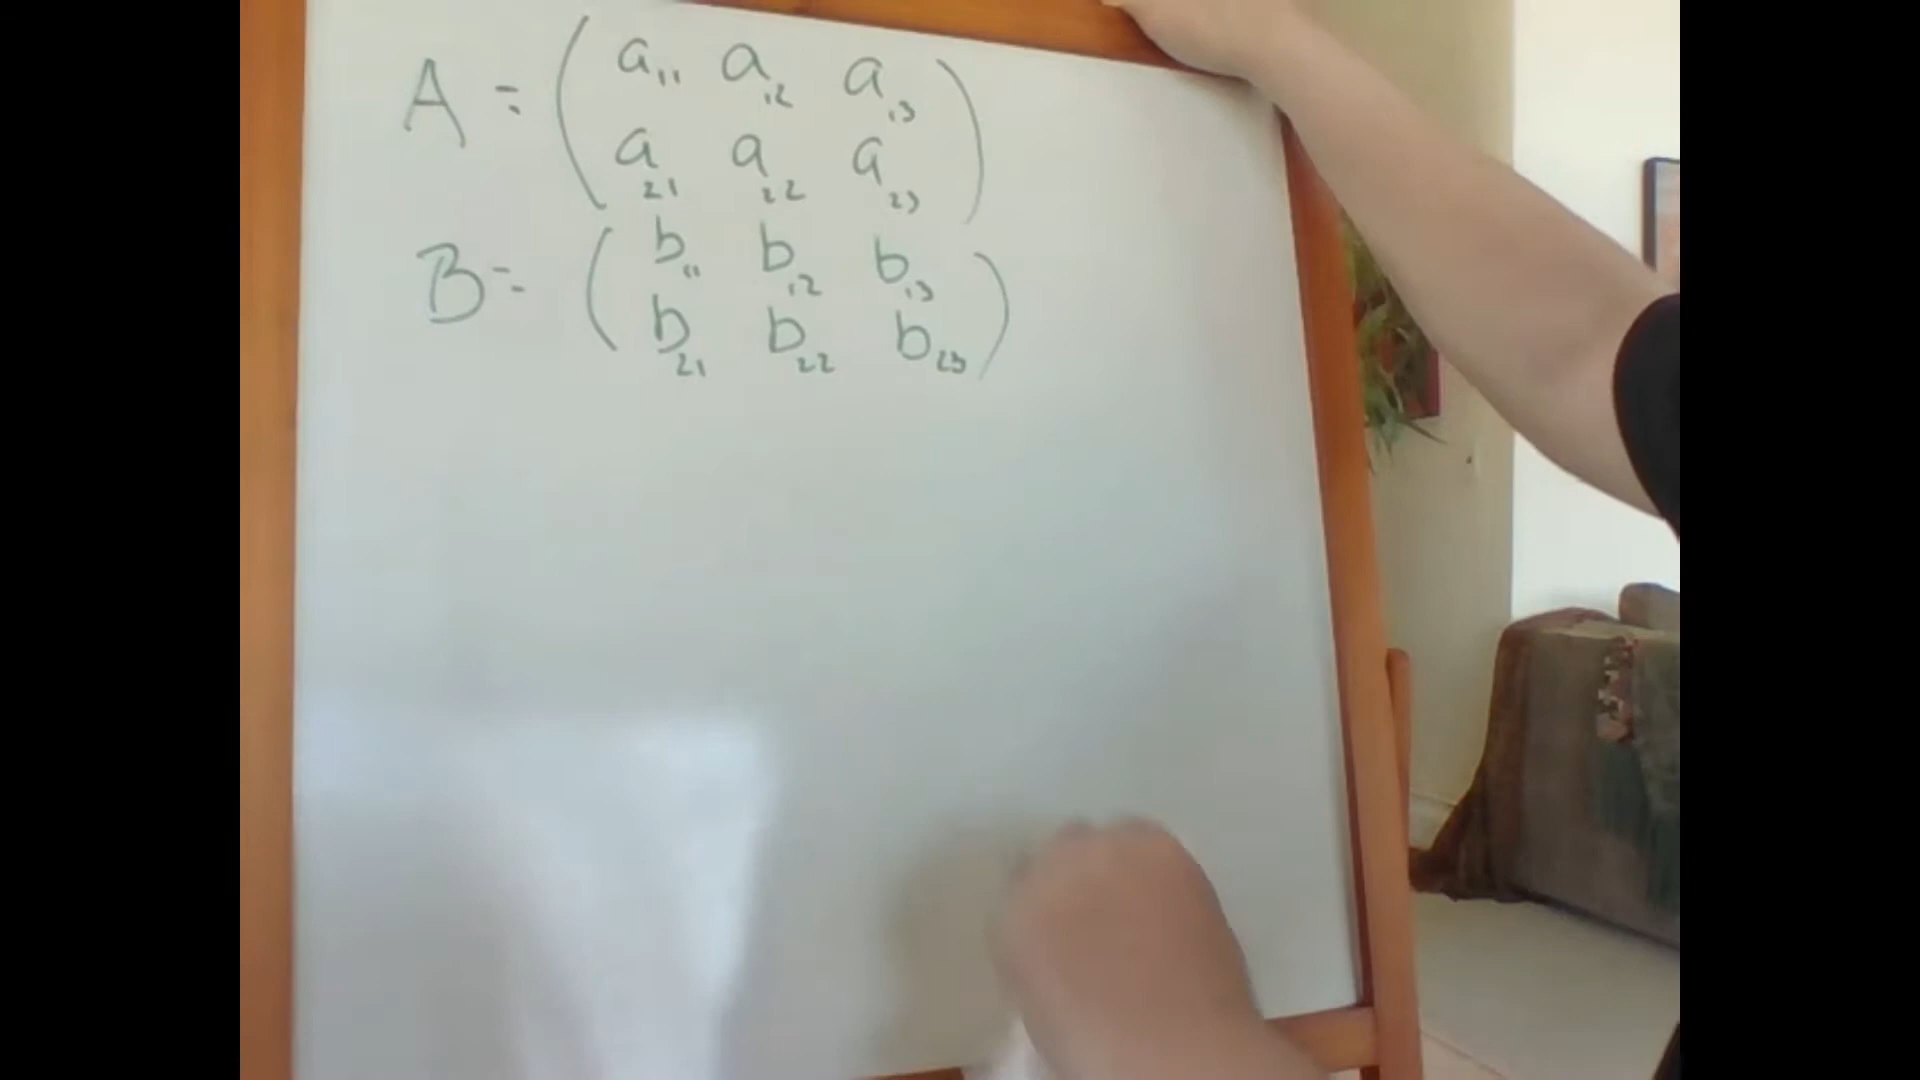 A = ( a₁₁ a₁₂ a₁₃
a₂₁ a₂₂ a₂₃ )
B = ( b₁₁ b₁₂ b₁₃
b₂₁ b₂₂ b₂₃ )